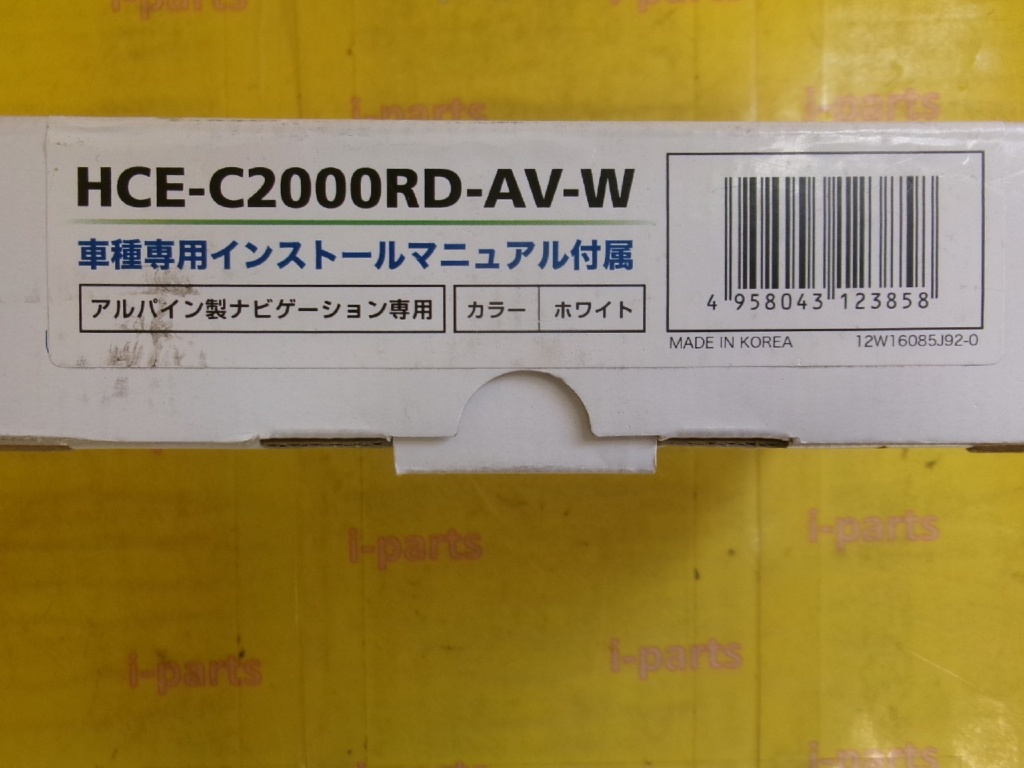 i-parts
i-parts
i-parts
i-parts
HCE-C2000RD-AV-W
車種専用インストールマニュアル付属
アルパイン製ナビゲーション専用
カラー ホワイト
4 958043 123858
MADE IN KOREA 12W16085J92-0
i-parts
i-parts
i-parts
i-parts
i-parts
i-parts